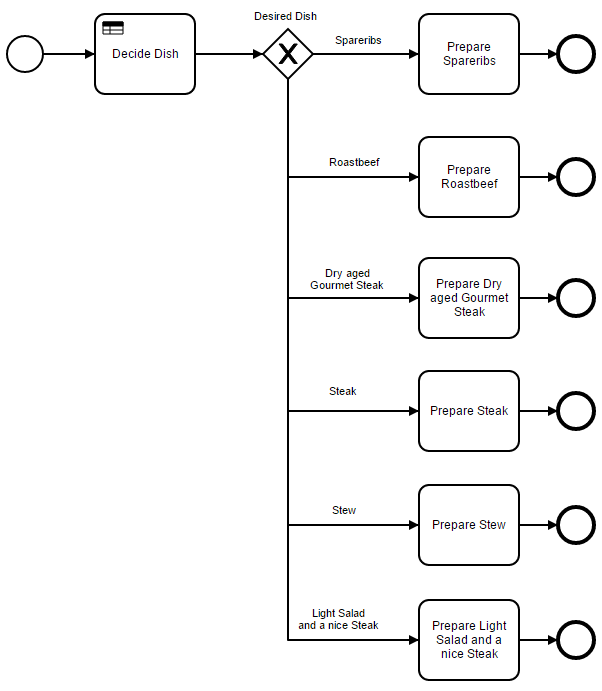 Desired Dish
Decide Dish
Spareribs
Prepare
Spareribs
Roastbeef
Prepare
Roastbeef
Dry aged
Gourmet Steak
Prepare Dry
aged Gourmet
Steak
Steak
Prepare Steak
Stew
Prepare Stew
Light Salad
and a nice Steak
Prepare Light
Salad and a
nice Steak